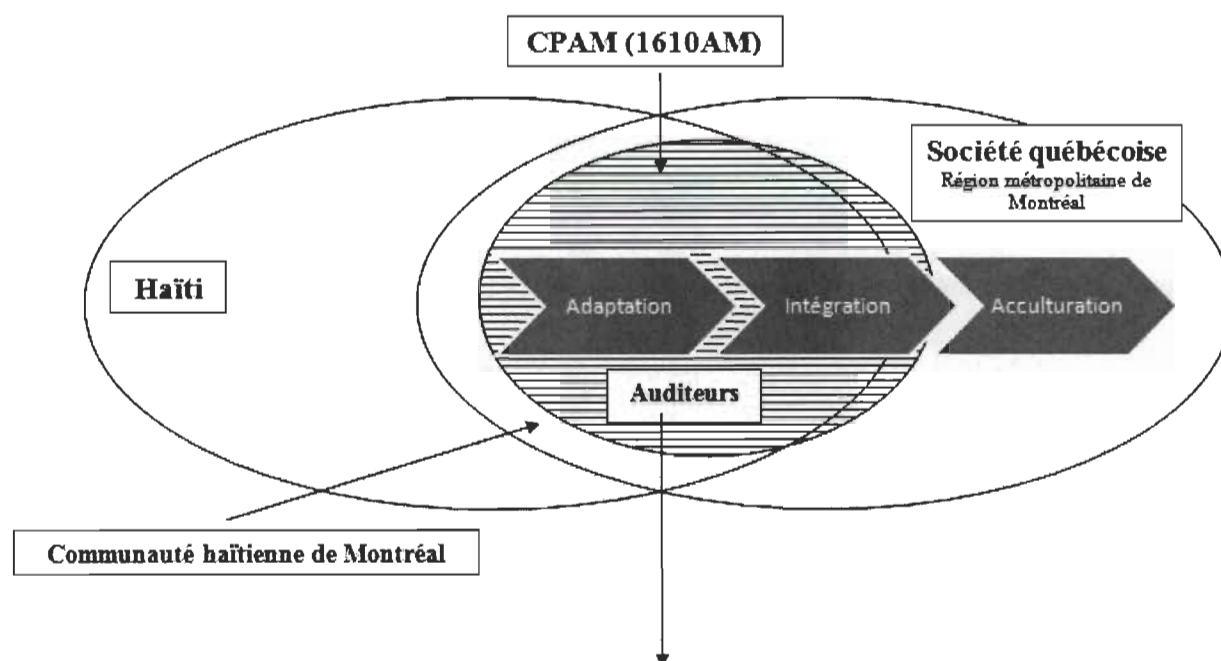 CPAM (1610AM)
Société québécoise
Région métropolitaine de
Montréal
Haïti
Adaptation
Intégration
Acculturation
Auditeurs
Communauté haïtienne de Montréal